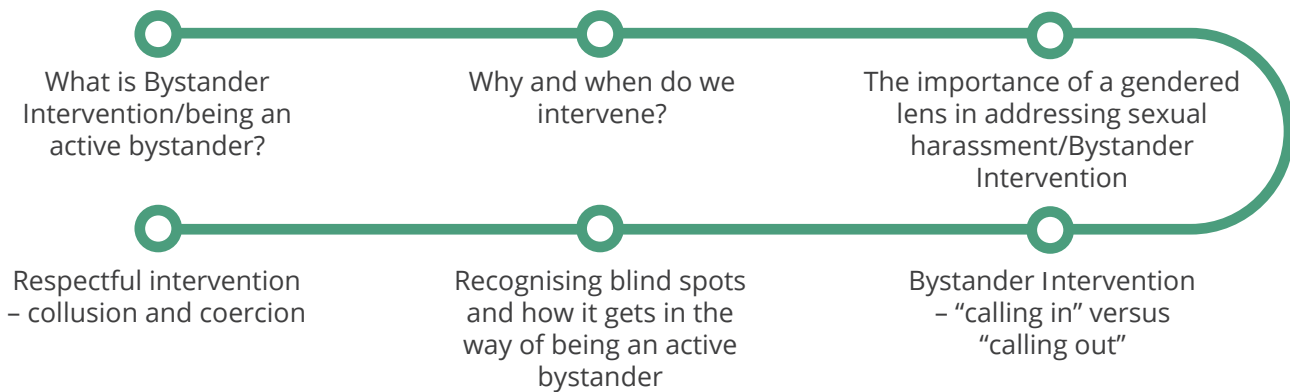 What is Bystander
Intervention/being an
active bystander?
Why and when do we
intervene?
The importance of a gendered
lens in addressing sexual
harassment/Bystander
Intervention
Bystander Intervention
– “calling in” versus
“calling out”
Recognising blind spots
and how it gets in the
way of being an active
bystander
Respectful intervention
– collusion and coercion